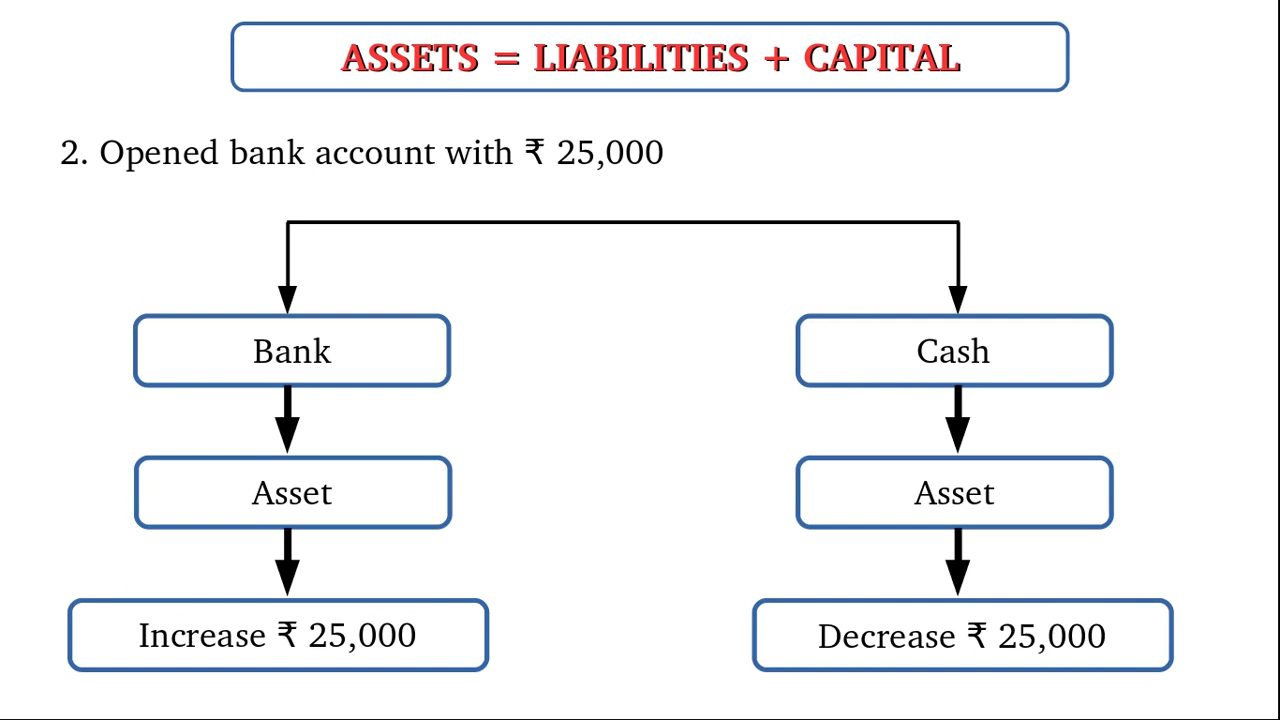 ASSETS = LIABILITIES + CAPITAL
2. Opened bank account with ₹ 25,000
Bank
Cash
Asset
Asset
Increase ₹ 25,000
Decrease ₹ 25,000